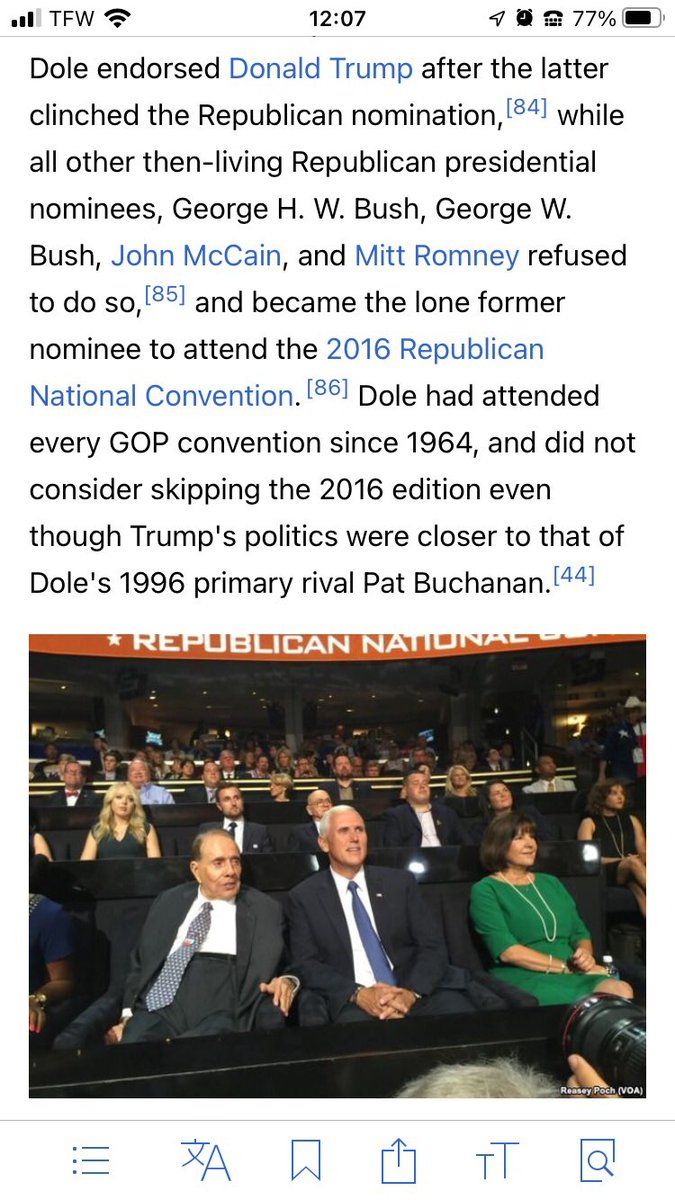 TFW 12:07 77%
Dole endorsed Donald Trump after the latter
clinched the Republican nomination,[84] while
all other then-living Republican presidential
nominees, George H. W. Bush, George W.
Bush, John McCain, and Mitt Romney refused
to do so,[85] and became the lone former
nominee to attend the 2016 Republican
National Convention.[86] Dole had attended
every GOP convention since 1964, and did not
consider skipping the 2016 edition even
though Trump's politics were closer to that of
Dole's 1996 primary rival Pat Buchanan.[44]
★ REPUBLICAN NATIONAL
Reasey Poch (VOA)